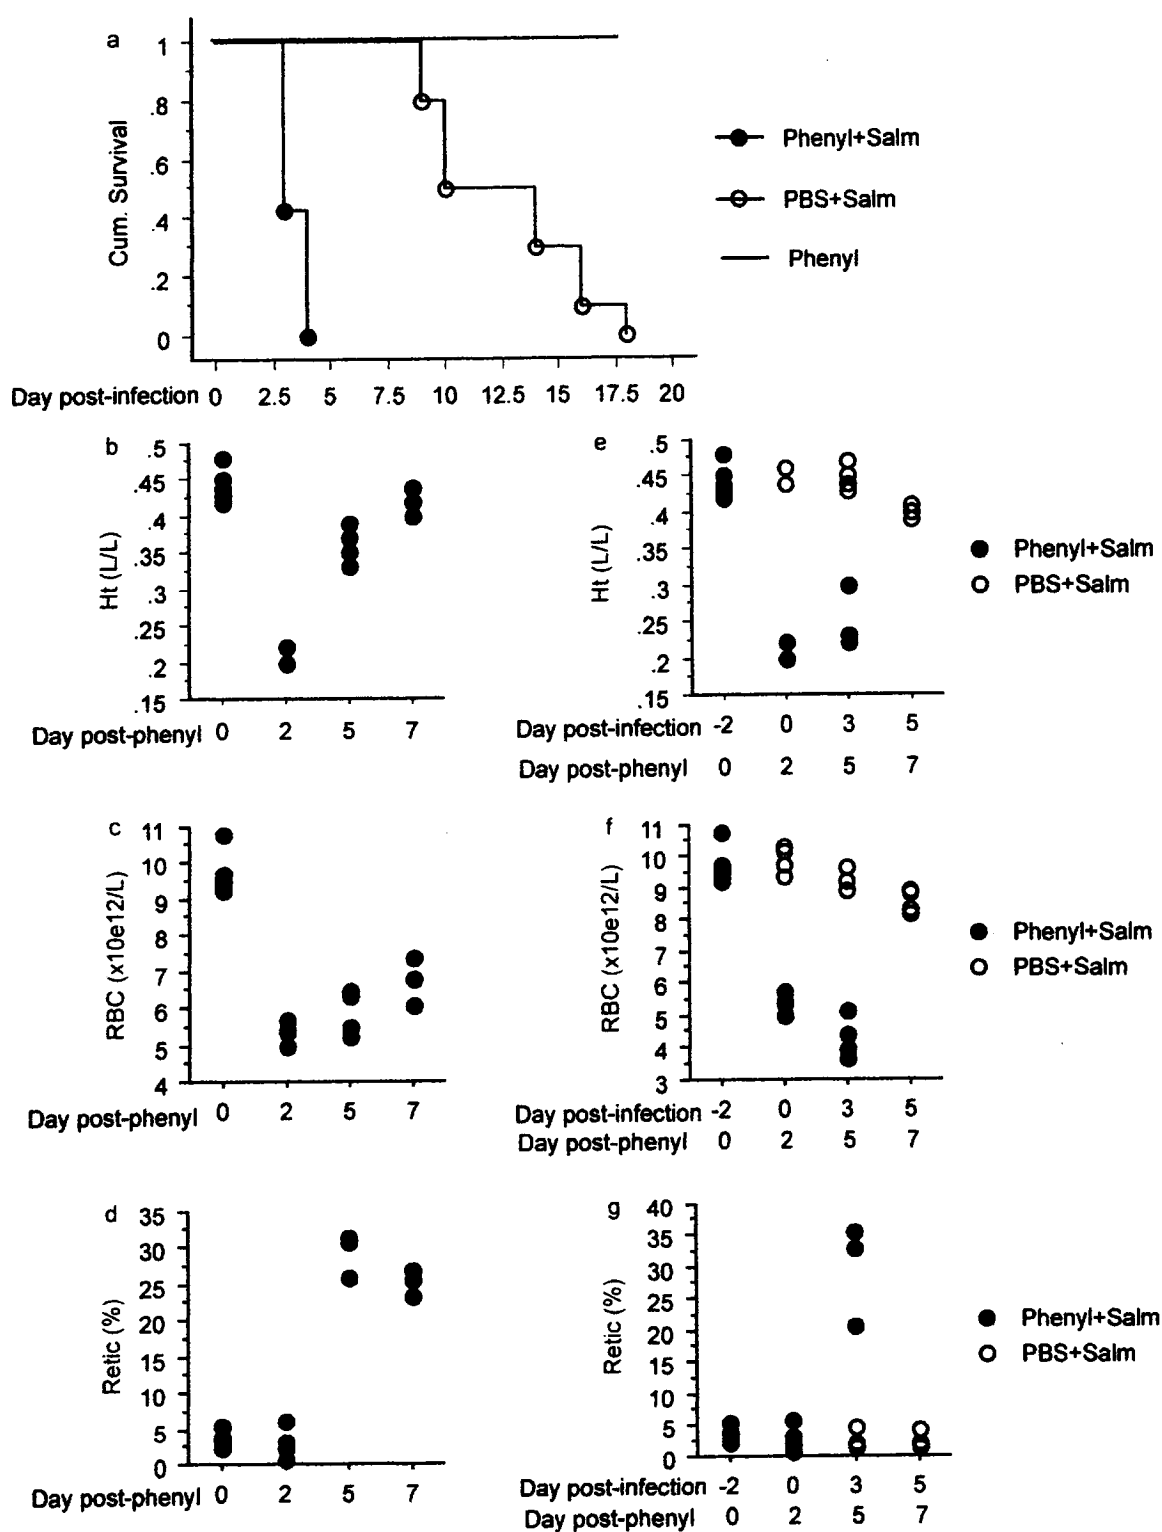 a
1
.8
.6
.4
.2
0
Cum. Survival
Phenyl+Salm
PBS+Salm
Phenyl
Day post-infection 0 2.5 5 7.5 10 12.5 15 17.5 20
b
.5
.45
.4
.35
.3
.25
.2
.15
Ht (L/L)
Day post-phenyl 0 2 5 7
e
.5
.45
.4
.35
.3
.25
.2
.15
Ht (L/L)
Phenyl+Salm
PBS+Salm
Day post-infection -2 0 3 5
Day post-phenyl 0 2 5 7
c
11
10
9
8
7
6
5
4
RBC (x10e12/L)
Day post-phenyl 0 2 5 7
f
11
10
9
8
7
6
5
4
3
RBC (x10e12/L)
Phenyl+Salm
PBS+Salm
Day post-infection -2 0 3 5
Day post-phenyl 0 2 5 7
d
35
30
25
20
15
10
5
0
Retic (%)
Day post-phenyl 0 2 5 7
g
40
35
30
25
20
15
10
5
0
Retic (%)
Phenyl+Salm
PBS+Salm
Day post-infection -2 0 3 5
Day post-phenyl 0 2 5 7